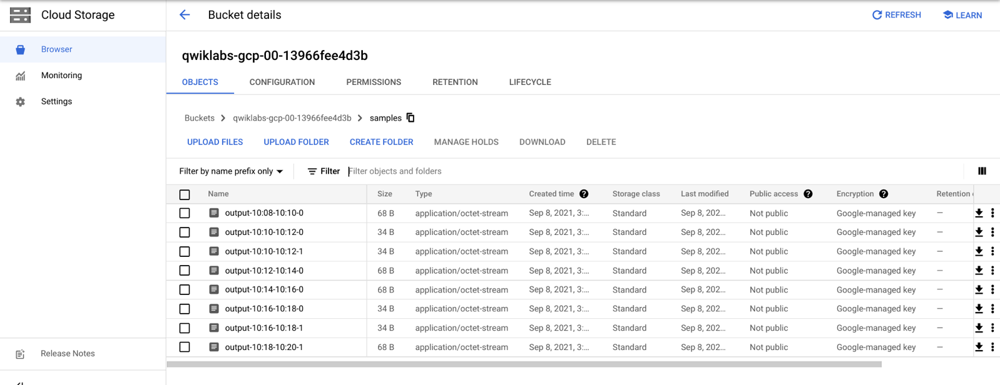 Cloud Storage
Bucket details
REFRESH
LEARN
Browser
Monitoring
Settings
Release Notes
qwiklabs-gcp-00-13966fee4d3b
OBJECTS CONFIGURATION PERMISSIONS RETENTION LIFECYCLE
Buckets > qwiklabs-gcp-00-13966fee4d3b > samples
UPLOAD FILES UPLOAD FOLDER CREATE FOLDER MANAGE HOLDS DOWNLOAD DELETE
Filter by name prefix only Filter Filter objects and folders
Name Size Type Created time Storage class Last modified Public access Encryption Retention
output-10:08-10:10-0 68 B application/octet-stream Sep 8, 2021, 3:... Standard Sep 8, 202... Not public Google-managed key —
output-10:10-10:12-0 34 B application/octet-stream Sep 8, 2021, 3:... Standard Sep 8, 202... Not public Google-managed key —
output-10:10-10:12-1 34 B application/octet-stream Sep 8, 2021, 3:... Standard Sep 8, 202... Not public Google-managed key —
output-10:12-10:14-0 68 B application/octet-stream Sep 8, 2021, 3:... Standard Sep 8, 202... Not public Google-managed key —
output-10:14-10:16-0 68 B application/octet-stream Sep 8, 2021, 3:... Standard Sep 8, 202... Not public Google-managed key —
output-10:16-10:18-0 34 B application/octet-stream Sep 8, 2021, 3:... Standard Sep 8, 202... Not public Google-managed key —
output-10:16-10:18-1 34 B application/octet-stream Sep 8, 2021, 3:... Standard Sep 8, 202... Not public Google-managed key —
output-10:18-10:20-1 68 B application/octet-stream Sep 8, 2021, 3:... Standard Sep 8, 202... Not public Google-managed key —